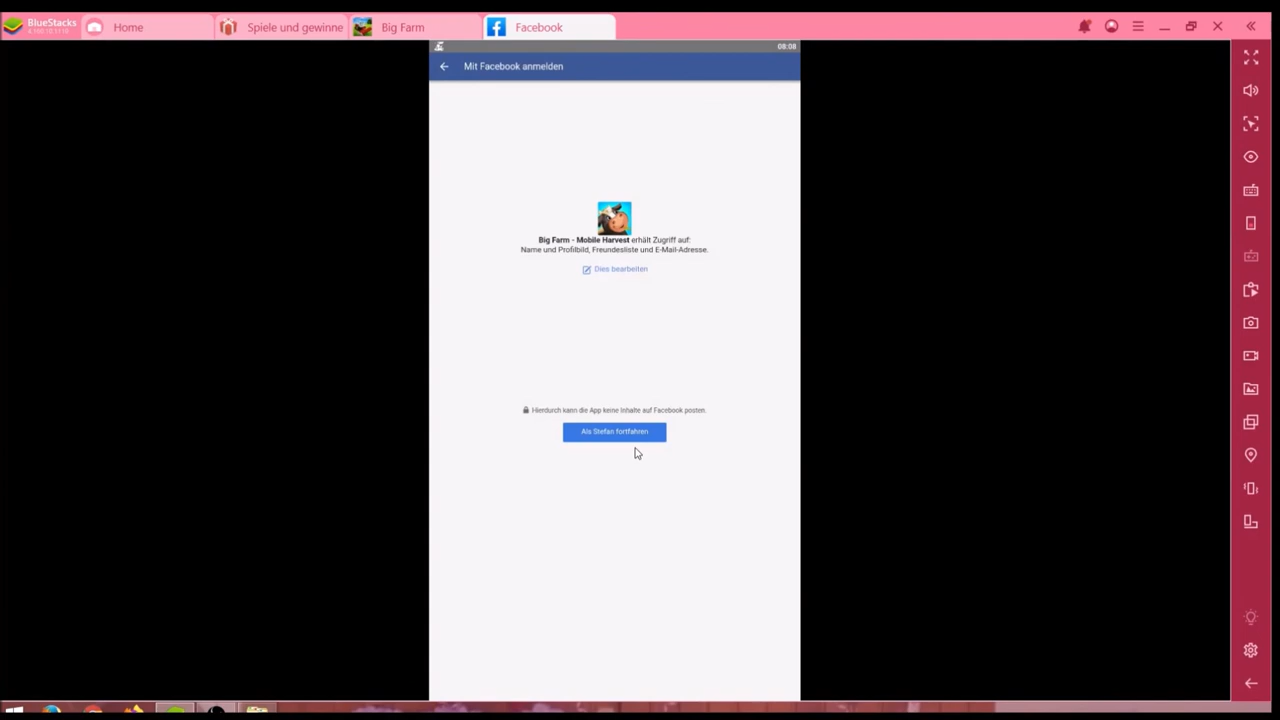 BlueStacks
Home
Spiele und gewinne
Big Farm
Facebook
08:08
Mit Facebook anmelden
Big Farm - Mobile Harvest erhält Zugriff auf:
Name und Profilbild, Freundesliste und E-Mail-Adresse.
Dies bearbeiten
Hierdurch kann die App keine Inhalte auf Facebook posten.
Als Stefan fortfahren